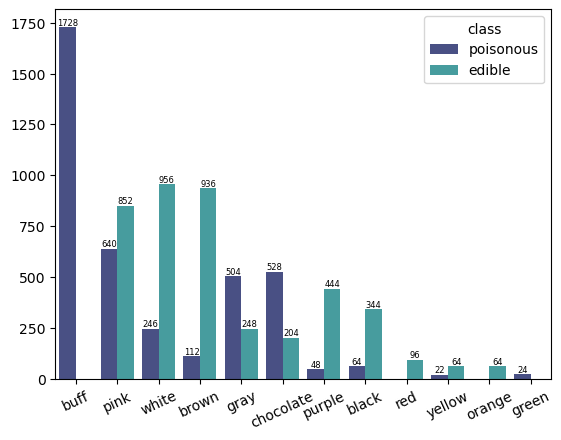 class
poisonous
edible
1750
1500
1250
1000
750
500
250
0
1728
640
852
246
956
112
936
504
248
528
204
48
444
64
344
96
22
64
64
24
buff
pink
white
brown
gray
chocolate
purple
black
red
yellow
orange
green